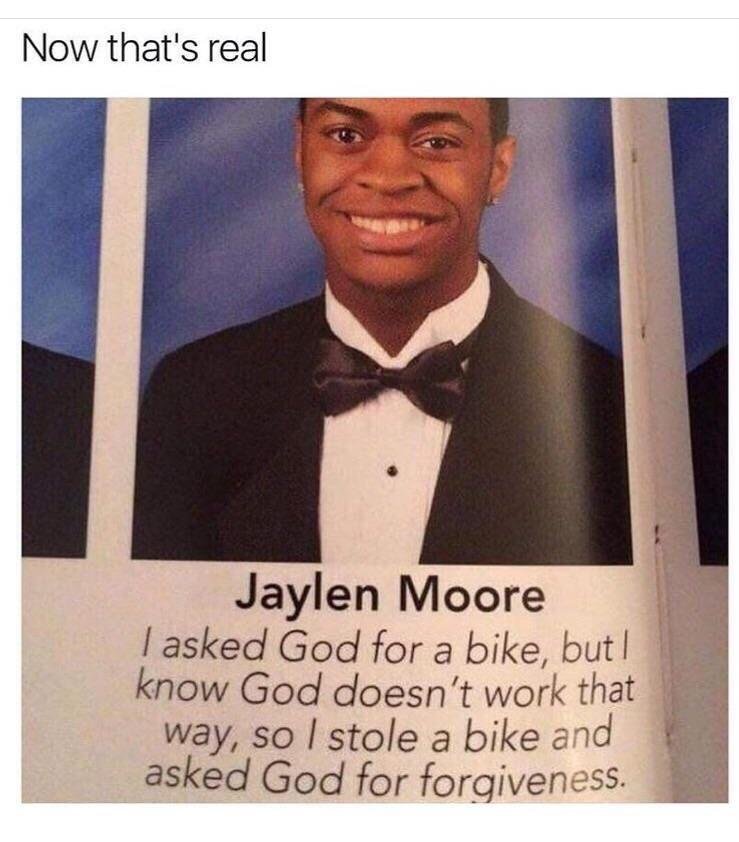 Now that's real
Jaylen Moore
I asked God for a bike, but I
know God doesn't work that
way, so I stole a bike and
asked God for forgiveness.